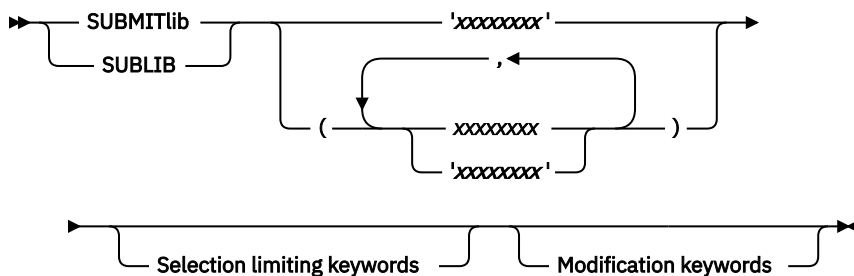 SUBMITlib
'xxxxxxxx'
SUBLIB
,
(
xxxxxxxx
)
'xxxxxxxx'
Selection limiting keywords
Modification keywords